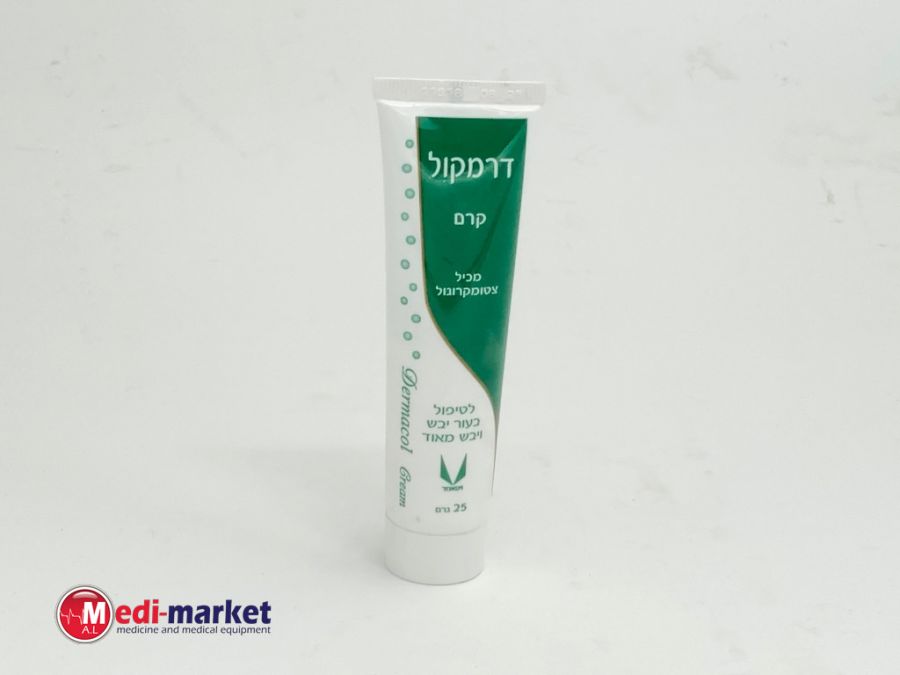 דרמקול
קרם
מכיל
צטומקרוגול
לטיפול
בעור יבש
ויבש מאוד
ויטאמד
25 גרם
Dermacol Cream
Medi-market
A.L
medicine and medical equipment